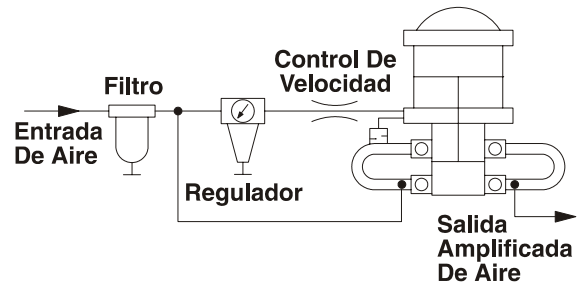 Control De
Velocidad
Filtro
Entrada
De Aire
Regulador
Salida
Amplificada
De Aire